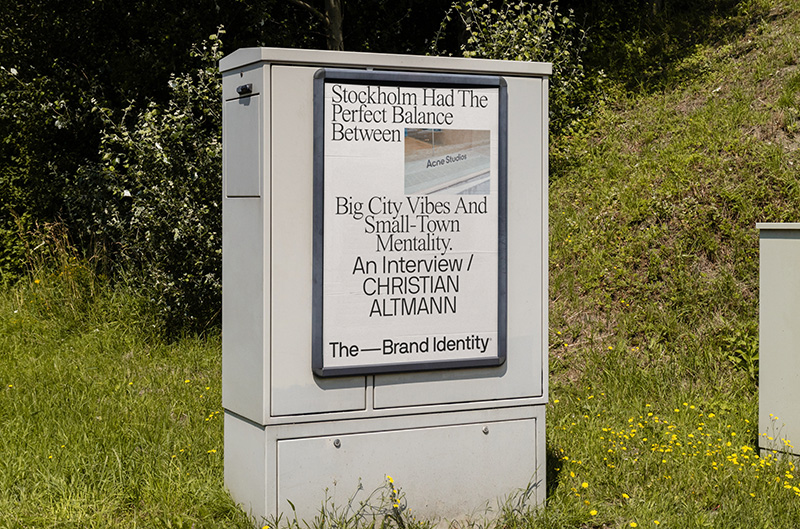 Stockholm Had The
Perfect Balance
Between
Acne Studios
Big City Vibes And
Small-Town
Mentality.
An Interview /
CHRISTIAN
ALTMANN
The—Brand Identity